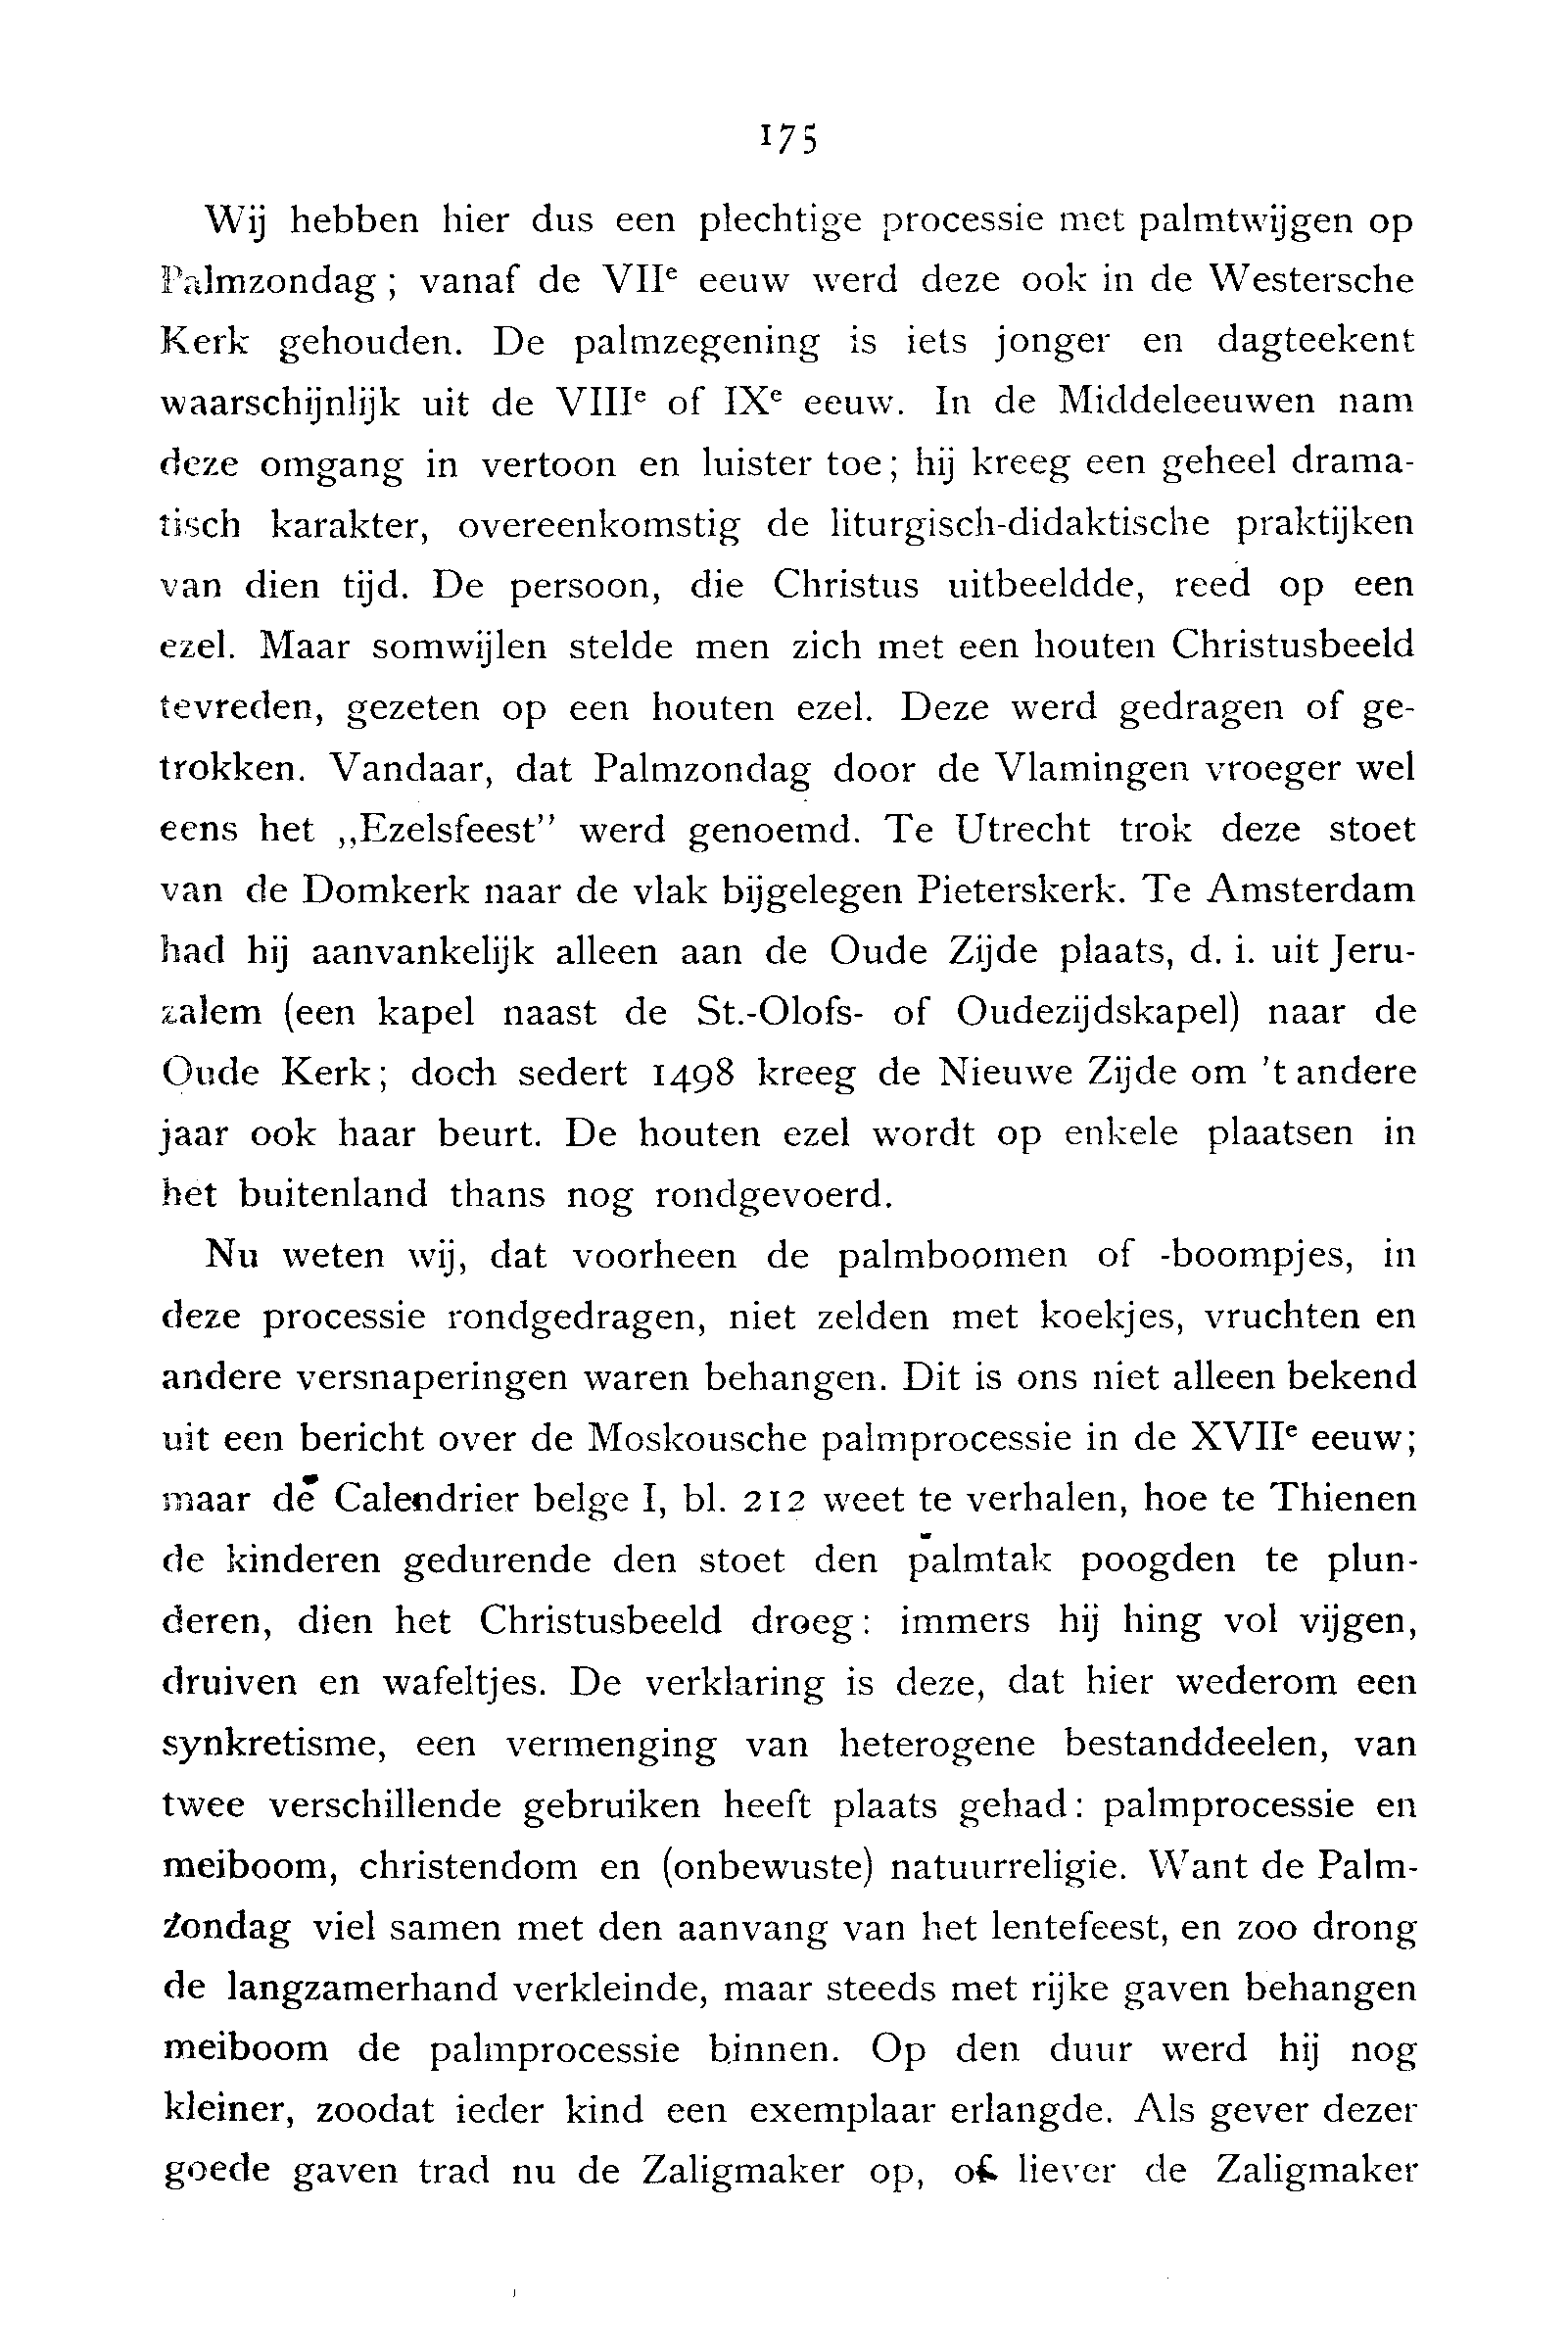 175
Wij hebben hier dus een plechtige processie met palmtwijgen op
Palmzondag ; vanaf de VIIe eeuw werd deze ook in de Westersche
Kerk gehouden. De palmzegening is iets jonger en dagteekent
waarschijnlijk uit de VIIIe of IXe eeuw. In de Middeleeuwen nam
deze omgang in vertoon en luister toe; hij kreeg een geheel drama-
tisch karakter, overeenkomstig de liturgisch-didaktische praktijken
van dien tijd. De persoon, die Christus uitbeeldde, reed op een
ezel. Maar somwijlen stelde men zich met een houten Christusbeeld
tevreden, gezeten op een houten ezel. Deze werd gedragen of ge-
trokken. Vandaar, dat Palmzondag door de Vlamingen vroeger wel
eens het „Ezelsfeest” werd genoemd. Te Utrecht trok deze stoet
van de Domkerk naar de vlak bijgelegen Pieterskerk. Te Amsterdam
had hij aanvankelijk alleen aan de Oude Zijde plaats, d. i. uit Jeru-
zalem (een kapel naast de St.-Olofs- of Oudezijdskapel) naar de
Oude Kerk; doch sedert 1498 kreeg de Nieuwe Zijde om 't andere
jaar ook haar beurt. De houten ezel wordt op enkele plaatsen in
het buitenland thans nog rondgevoerd.
Nu weten wij, dat voorheen de palmboomen of -boompjes, in
deze processie rondgedragen, niet zelden met koekjes, vruchten en
andere versnaperingen waren behangen. Dit is ons niet alleen bekend
uit een bericht over de Moskousche palmprocessie in de XVIIe eeuw;
maar de Calendrier belge I, bl. 212 weet te verhalen, hoe te Thienen
de kinderen gedurende den stoet den palmtak poogden te plun-
deren, dien het Christusbeeld droeg: immers hij hing vol vijgen,
druiven en wafeltjes. De verklaring is deze, dat hier wederom een
synkretisme, een vermenging van heterogene bestanddeelen, van
twee verschillende gebruiken heeft plaats gehad: palmprocessie en
meiboom, christendom en (onbewuste) natuurreligie. Want de Palm-
zondag viel samen met den aanvang van het lentefeest, en zoo drong
de langzamerhand verkleinde, maar steeds met rijke gaven behangen
meiboom de palmprocessie binnen. Op den duur werd hij nog
kleiner, zoodat ieder kind een exemplaar erlangde. Als gever dezer
goede gaven trad nu de Zaligmaker op, of liever de Zaligmaker